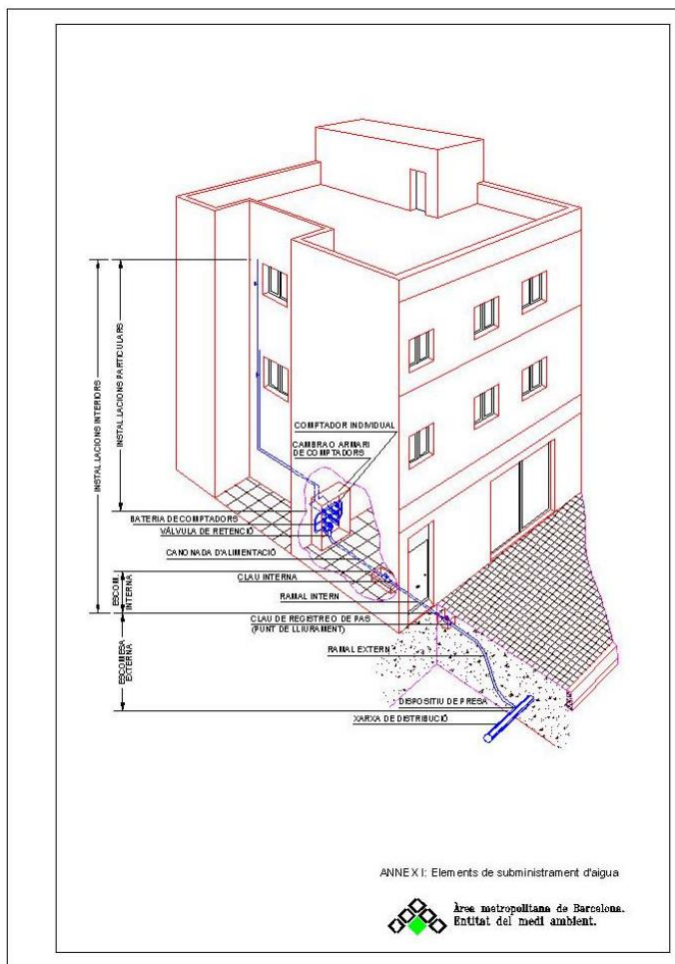 INSTAL.LACIONS INTERIORS
INSTAL.LACIONS PARTICULARS
COMPTADOR INDIVIDUAL
CAMBRA O ARMARI
DE COMPTADORS
BATERIA DE COMPTADORS
VÀLVULA DE RETENCIÓ
CANONADA D'ALIMENTACIÓ
CLAU INTERNA
ESCOM.
INTERNA
RAMAL INTERN
CLAU DE REGISTRE O DE PAS
(PUNT DE LLIURAMENT)
ESCOMESA
EXTERNA
RAMAL EXTERN
DISPOSITIU DE PRESA
XARXA DE DISTRIBUCIÓ
ANNEX I: Elements de subministrament d'aigua
Àrea metropolitana de Barcelona.
Entitat del medi ambient.